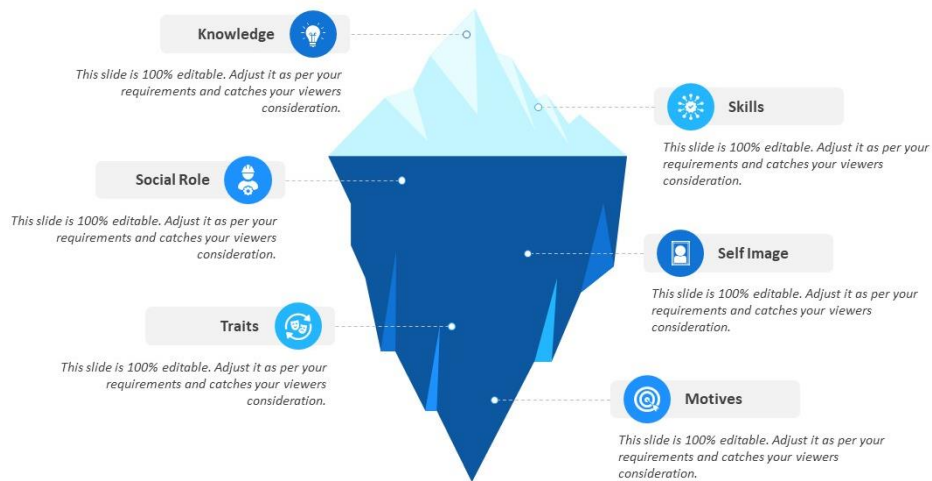 Knowledge
This slide is 100% editable. Adjust it as per your
requirements and catches your viewers
consideration.
Skills
This slide is 100% editable. Adjust it as per your
requirements and catches your viewers
consideration.
Social Role
This slide is 100% editable. Adjust it as per your
requirements and catches your viewers
consideration.
Self Image
This slide is 100% editable. Adjust it as per your
requirements and catches your viewers
consideration.
Traits
This slide is 100% editable. Adjust it as per your
requirements and catches your viewers
consideration.
Motives
This slide is 100% editable. Adjust it as per your
requirements and catches your viewers
consideration.